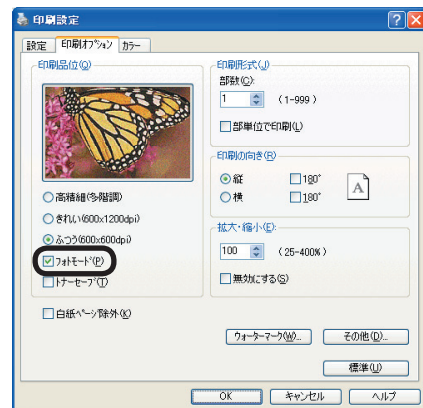 印刷設定
設定 印刷オプション カラー
印刷品位(Q)
高精細(多階調)
きれい(600x1200dpi)
ふつう(600x600dpi)
フォトモード(P)
トナーセーブ(T)
白紙ページ除外(K)
印刷形式(J)
部数(C):
1 (1-999)
部単位で印刷(L)
印刷の向き(R)
縦 180°
横 180°
A
拡大・縮小(E):
100 (25-400%)
無効にする(S)
ウォーターマーク(W)... その他(D)...
標準(U)
OK キャンセル ヘルプ